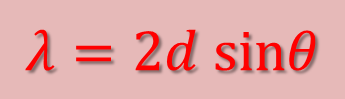 λ = 2d sinθ